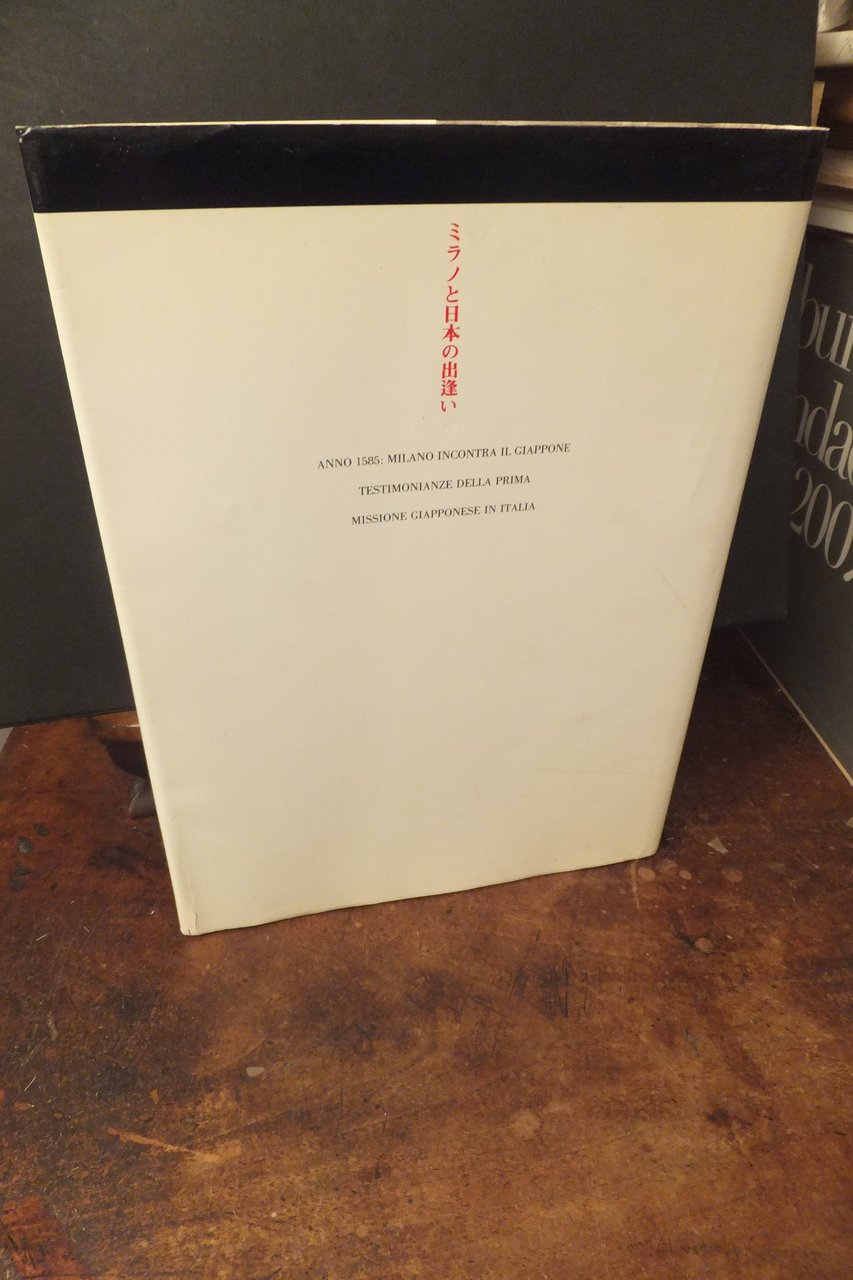 ミラノと日本の出逢い
ANNO 1585: MILANO INCONTRA IL GIAPPONE
TESTIMONIANZE DELLA PRIMA
MISSIONE GIAPPONESE IN ITALIA